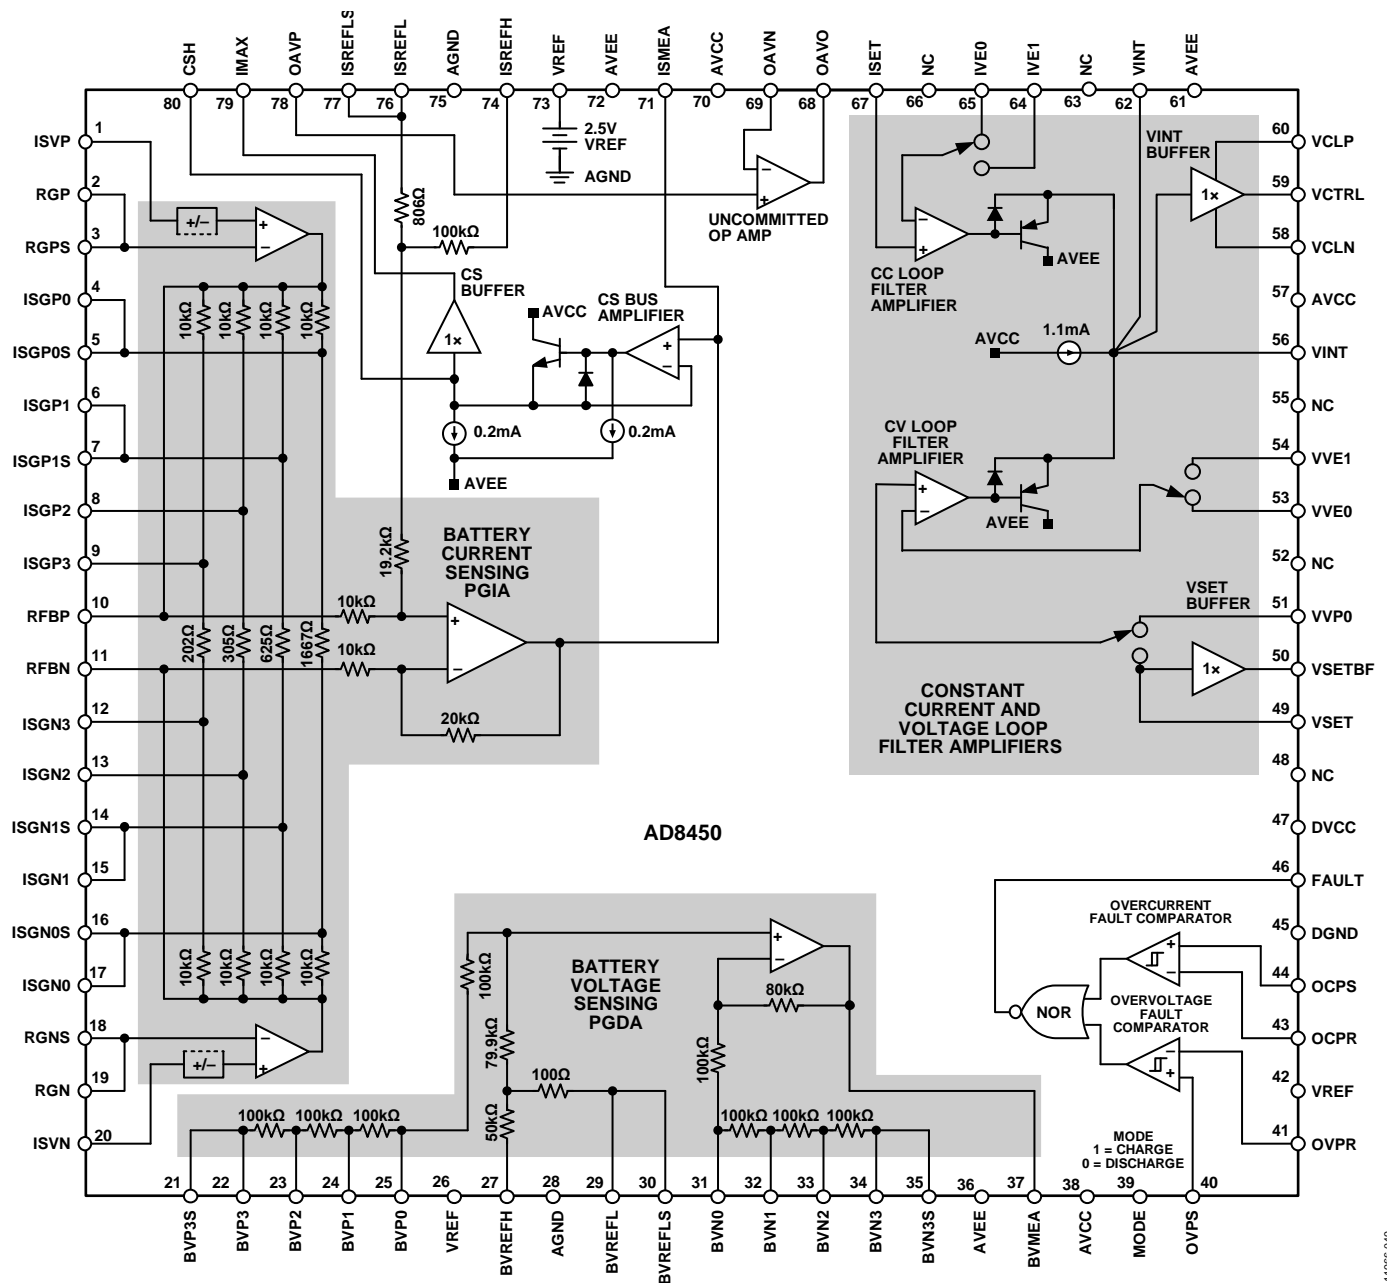 CSH
IMAX
OAVP
ISREFLS
ISREFL
AGND
ISREFH
VREF
AVEE
ISMEA
AVCC
OAVN
OAVO
ISET
NC
IVE0
IVE1
NC
VINT
AVEE
80 79 78 77 76 75 74 73 72 71 70 69 68 67 66 65 64 63 62 61
1 ISVP
2 RGP
3 RGPS
4 ISGP0
5 ISGP0S
6 ISGP1
7 ISGP1S
8 ISGP2
9 ISGP3
10 RFBP
11 RFBN
12 ISGN3
13 ISGN2
14 ISGN1S
15 ISGN1
16 ISGN0S
17 ISGN0
18 RGNS
19 RGN
20 ISVN
+/−
+
−
10kΩ 10kΩ 10kΩ 10kΩ
202Ω 305Ω 625Ω 1667Ω
10kΩ 10kΩ 10kΩ 10kΩ
−
+
+/−
806Ω
100kΩ
2.5V
VREF
AGND
−
+
UNCOMMITTED
OP AMP
CS
BUFFER
1×
AVCC
CS BUS
AMPLIFIER
+
−
0.2mA
0.2mA
AVEE
19.2kΩ
BATTERY
CURRENT
SENSING
PGIA
10kΩ
10kΩ
+
−
20kΩ
−
+
CC LOOP
FILTER
AMPLIFIER
AVEE
VINT
BUFFER
1×
AVCC
1.1mA
CV LOOP
FILTER
AMPLIFIER
+
−
AVEE
VSET
BUFFER
1×
CONSTANT
CURRENT AND
VOLTAGE LOOP
FILTER AMPLIFIERS
60 VCLP
59 VCTRL
58 VCLN
57 AVCC
56 VINT
55 NC
54 VVE1
53 VVE0
52 NC
51 VVP0
50 VSETBF
49 VSET
48 NC
47 DVCC
46 FAULT
45 DGND
44 OCPS
43 OCPR
42 VREF
41 OVPR
AD8450
BATTERY
VOLTAGE
SENSING
PGDA
100kΩ
79.9kΩ
100Ω
50kΩ
+
−
80kΩ
100kΩ
100kΩ 100kΩ 100kΩ
100kΩ 100kΩ 100kΩ
OVERCURRENT
FAULT COMPARATOR
+
−
NOR
OVERVOLTAGE
FAULT
COMPARATOR
−
+
MODE
1 = CHARGE
0 = DISCHARGE
21 22 23 24 25 26 27 28 29 30 31 32 33 34 35 36 37 38 39 40
BVP3S
BVP3
BVP2
BVP1
BVP0
VREF
BVREFH
AGND
BVREFL
BVREFLS
BVN0
BVN1
BVN2
BVN3
BVN3S
AVEE
BVMEA
AVCC
MODE
OVPS